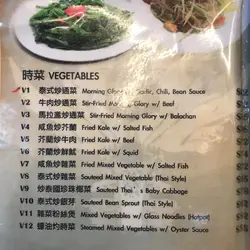 時菜 VEGETABLES
V1 泰式炒通菜 Morning Glory w/ Garlic, Chili, Bean Sauce
V2 牛肉炒通菜 Stir-Fried Morning Glory w/ Beef
V3 馬拉盞炒通菜 Stir-Fried Morning Glory w/ Balachan
V4 咸魚炒芥蘭 Fried Kale w/ Salted Fish
V5 芥蘭炒牛肉 Fried Kale w/ Beef
V6 芥蘭炒鮮魷 Fried Kale w/ Squid
V7 咸魚炒雜菜 Fried Mixed Vegetable w/ Salted Fish
V8 泰式炒雜菜 Sauteed Mixed Vegetable (Thai Style)
V9 炒泰國珍珠椰菜 Sauteed Thai's Baby Cabbage
V10 泰式炒銀芽 Sauteed Bean Sprout (Thai Style)
V11 雜菜粉絲煲 Mixed Vegetables w/ Glass Noodles (Hotpot)
V12 蠔油灼時菜 Steamed Mixed Vegetables w/ Oyster Sauce